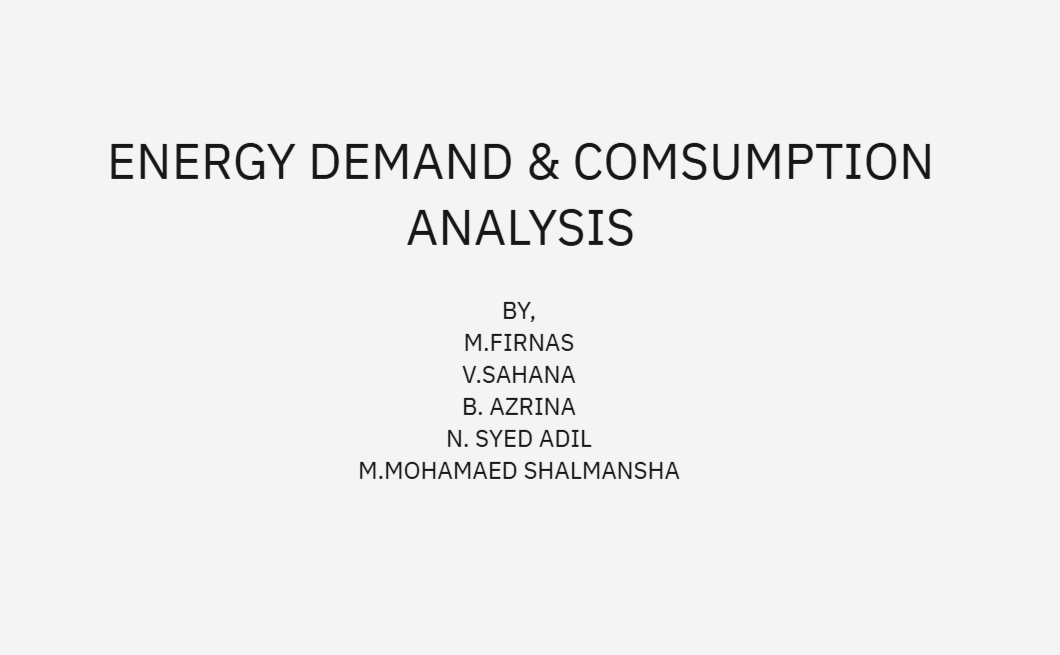 ENERGY DEMAND & COMSUMPTION
ANALYSIS
BY,
M.FIRNAS
V.SAHANA
B. AZRINA
N. SYED ADIL
M.MOHAMAED SHALMANSHA